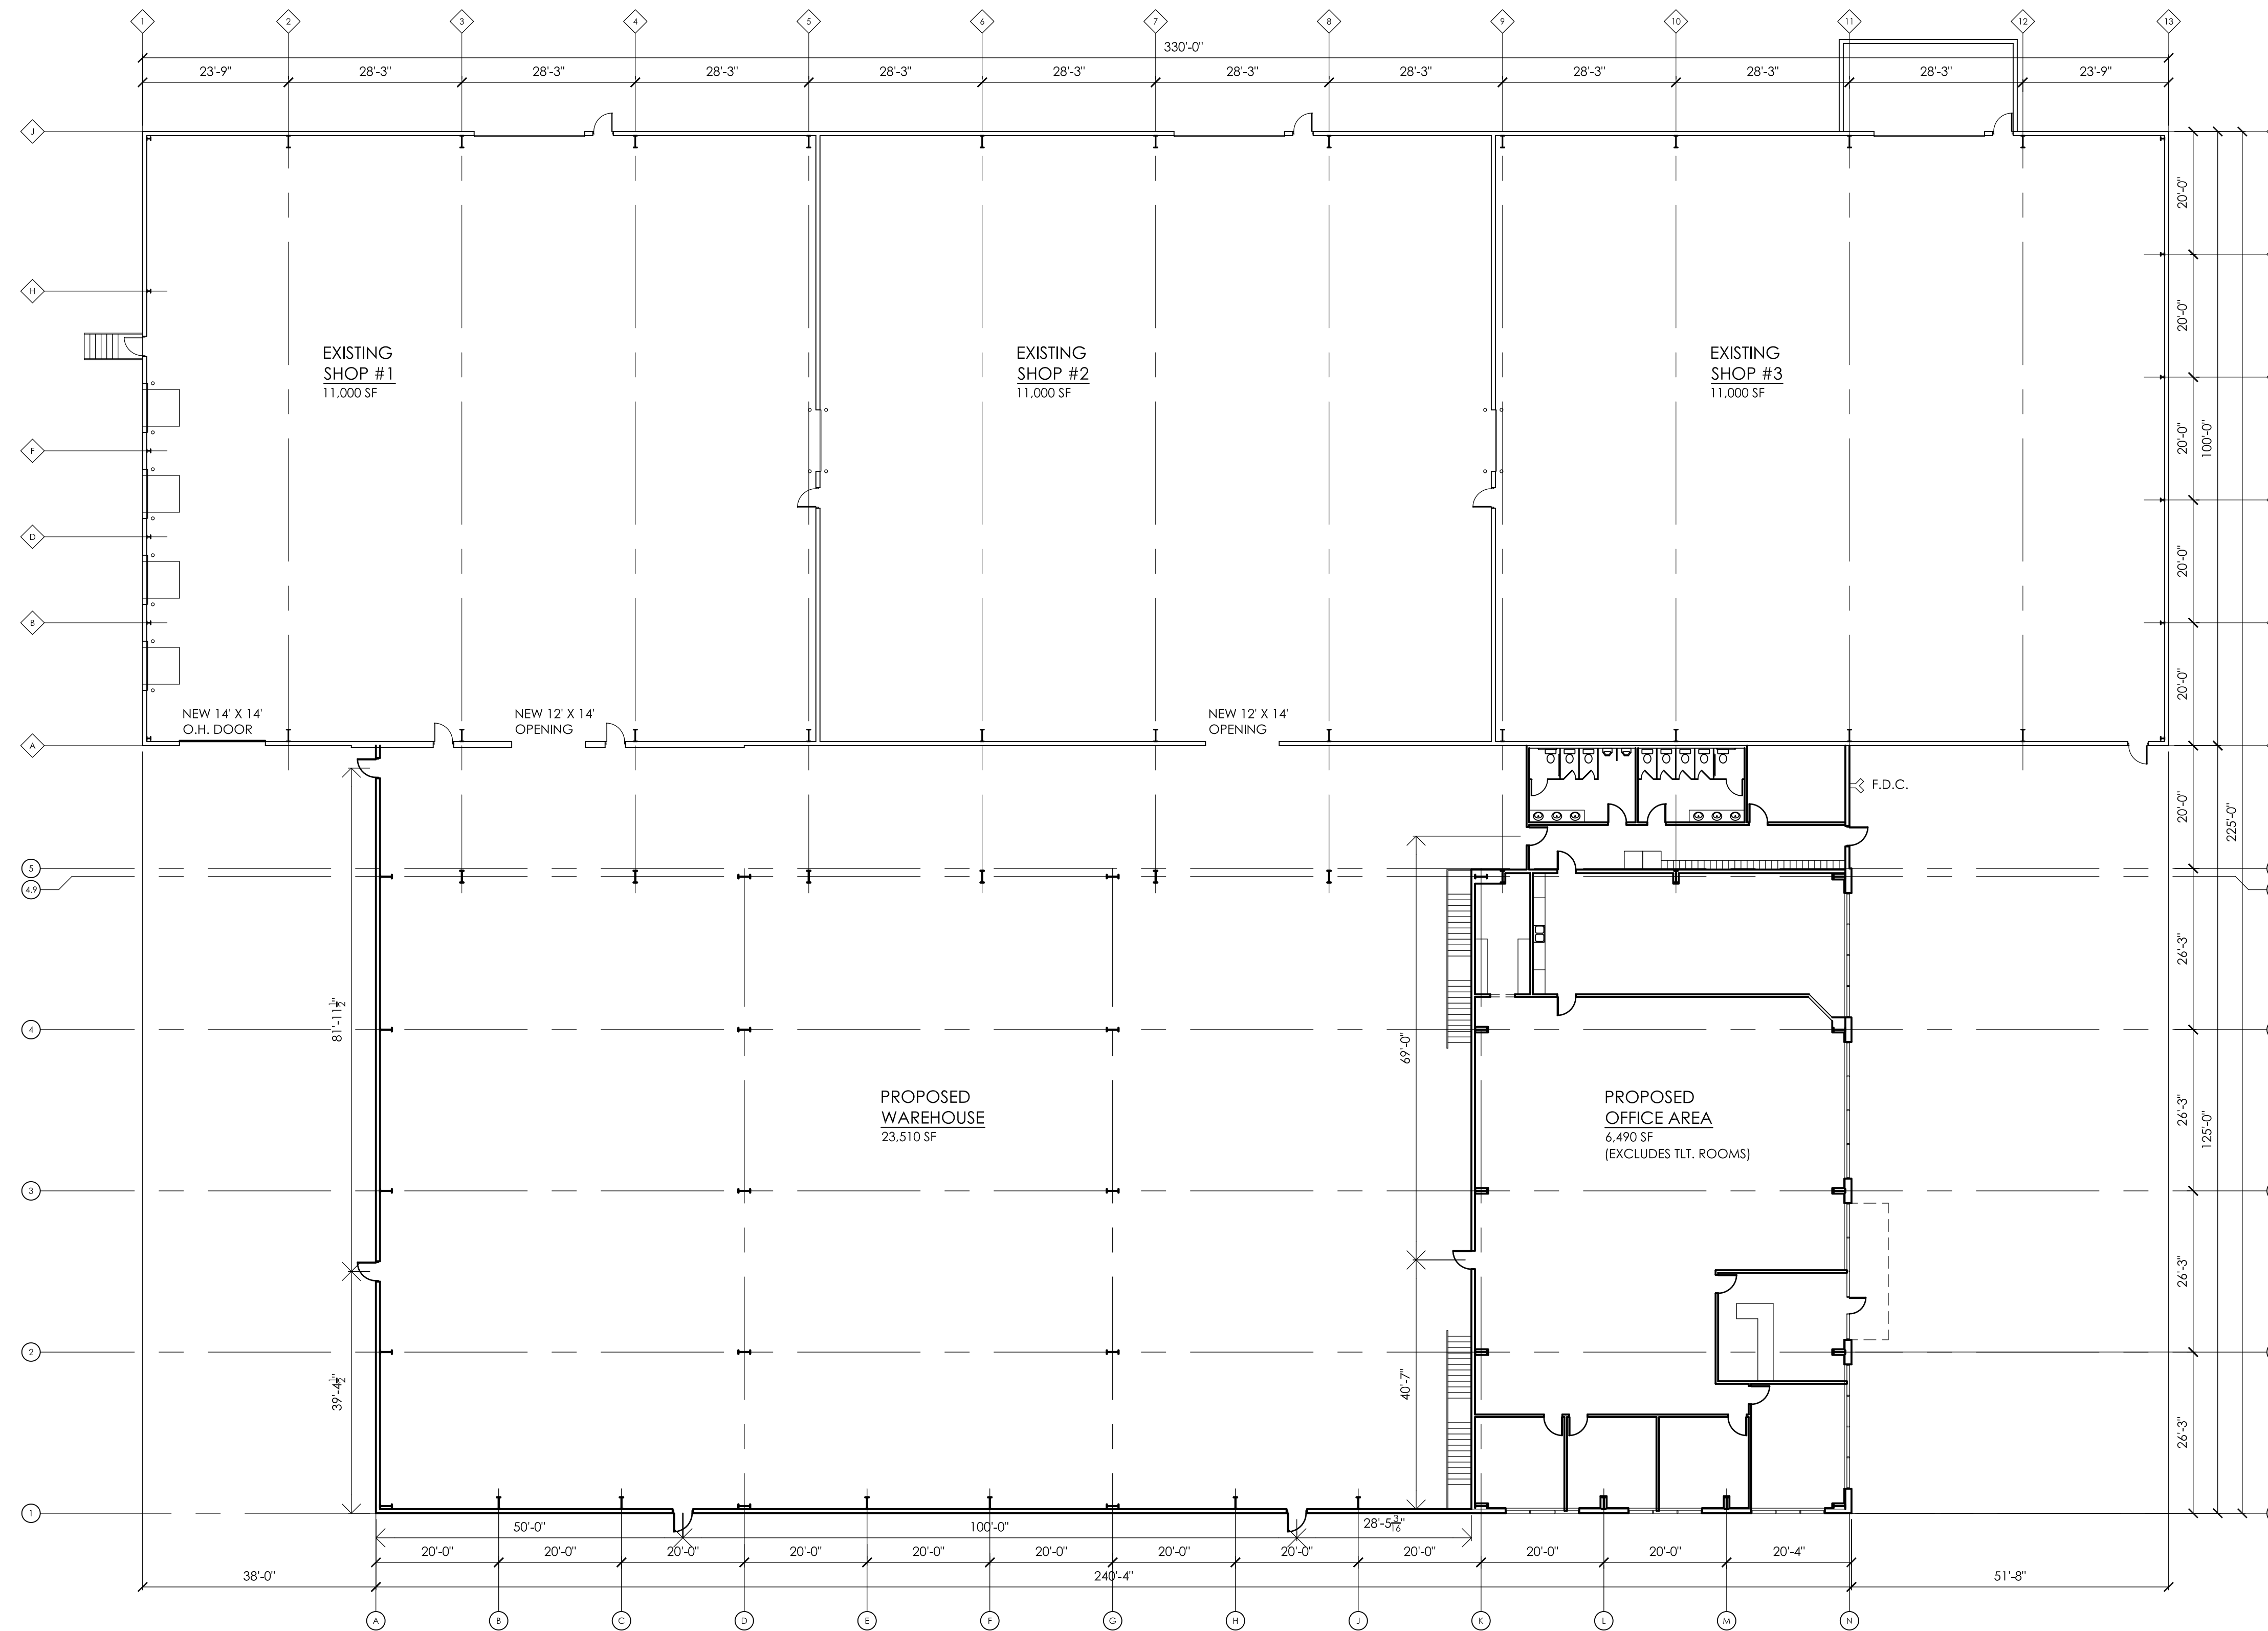 1 2 3 4 5 6 7 8 9 10 11 12 13
330'-0"
23'-9" 28'-3" 28'-3" 28'-3" 28'-3" 28'-3" 28'-3" 28'-3" 28'-3" 28'-3" 28'-3" 23'-9"
J
H
F
D
B
A
EXISTING
SHOP #1
11,000 SF
EXISTING
SHOP #2
11,000 SF
EXISTING
SHOP #3
11,000 SF
20'-0"
20'-0"
20'-0"
20'-0"
20'-0"
100'-0"
NEW 14' X 14'
O.H. DOOR
NEW 12' X 14'
OPENING
NEW 12' X 14'
OPENING
F.D.C.
20'-0"
26'-3"
26'-3"
26'-3"
26'-3"
125'-0"
225'-0"
5
4.9
4
3
2
1
81'-11 1/2"
39'-4 1/2"
69'-0"
40'-7"
PROPOSED
WAREHOUSE
23,510 SF
PROPOSED
OFFICE AREA
6,490 SF
(EXCLUDES TLT. ROOMS)
50'-0" 100'-0" 28'-5 3/16"
20'-0" 20'-0" 20'-0" 20'-0" 20'-0" 20'-0" 20'-0" 20'-0" 20'-0" 20'-0" 20'-0" 20'-4"
38'-0" 240'-4" 51'-8"
A B C D E F G H J K L M N